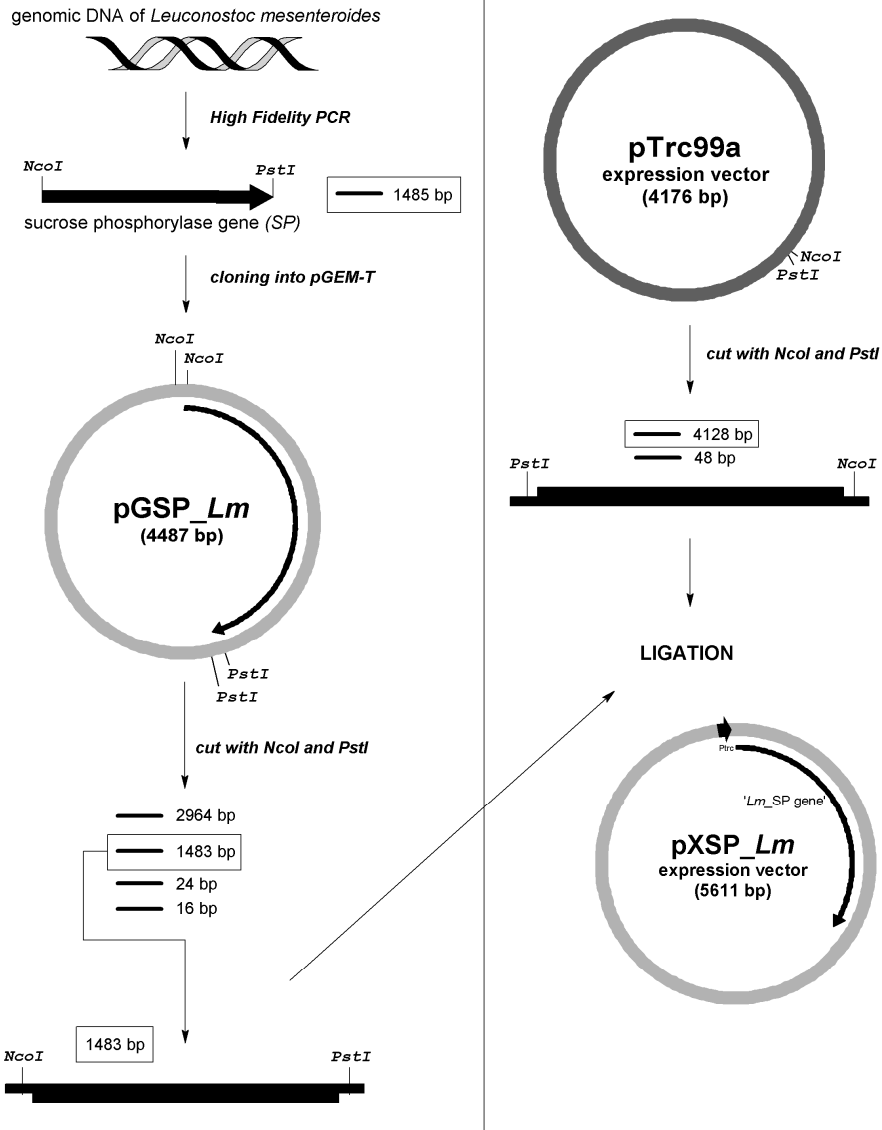 genomic DNA of Leuconostoc mesenteroides
High Fidelity PCR
NcoI
PstI
1485 bp
sucrose phosphorylase gene (SP)
cloning into pGEM-T
NcoI
NcoI
pGSP_Lm
(4487 bp)
PstI
PstI
cut with NcoI and PstI
2964 bp
1483 bp
24 bp
16 bp
1483 bp
NcoI
PstI
pTrc99a
expression vector
(4176 bp)
NcoI
PstI
cut with NcoI and PstI
4128 bp
48 bp
PstI
NcoI
LIGATION
Ptrc
'Lm_SP gene'
pXSP_Lm
expression vector
(5611 bp)